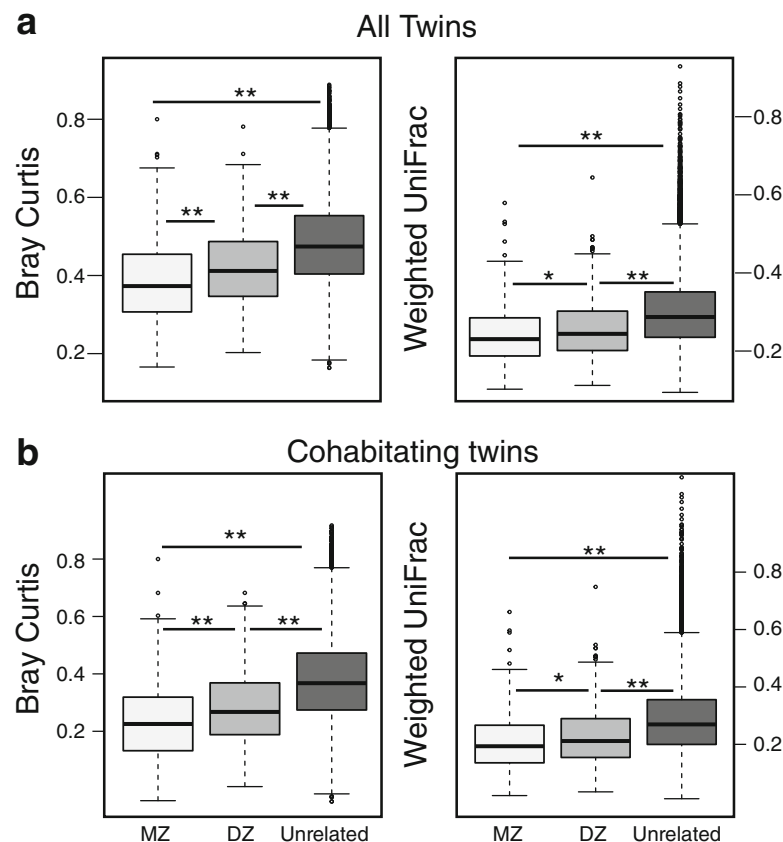 a
All Twins
Bray Curtis
0.8
0.6
0.4
0.2
**
**
**
Weighted UniFrac
0.8
0.6
0.4
0.2
**
*
**
b
Cohabitating twins
Bray Curtis
0.8
0.6
0.4
0.2
**
**
**
MZ DZ Unrelated
Weighted UniFrac
0.8
0.6
0.4
0.2
**
*
**
MZ DZ Unrelated